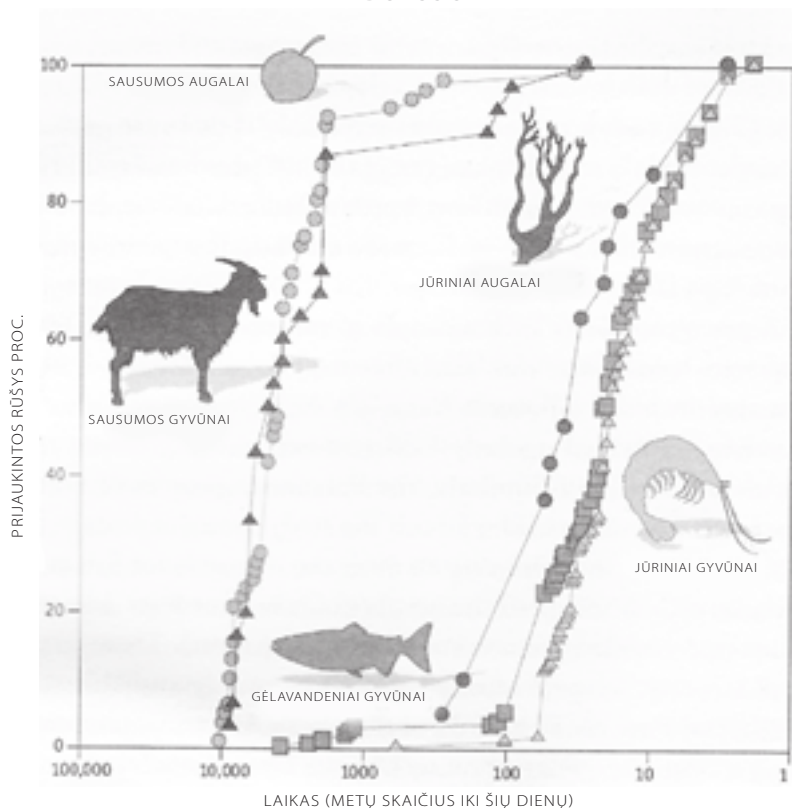 100
SAUSUMOS AUGALAI
80
JŪRINIAI AUGALAI
60
SAUSUMOS GYVŪNAI
PRIJAUKINTOS RŪŠYS PROC.
40
JŪRINIAI GYVŪNAI
20
GĖLAVANDENIAI GYVŪNAI
0
100,000 10,000 1000 100 10 1
LAIKAS (METŲ SKAIČIUS IKI ŠIŲ DIENŲ)